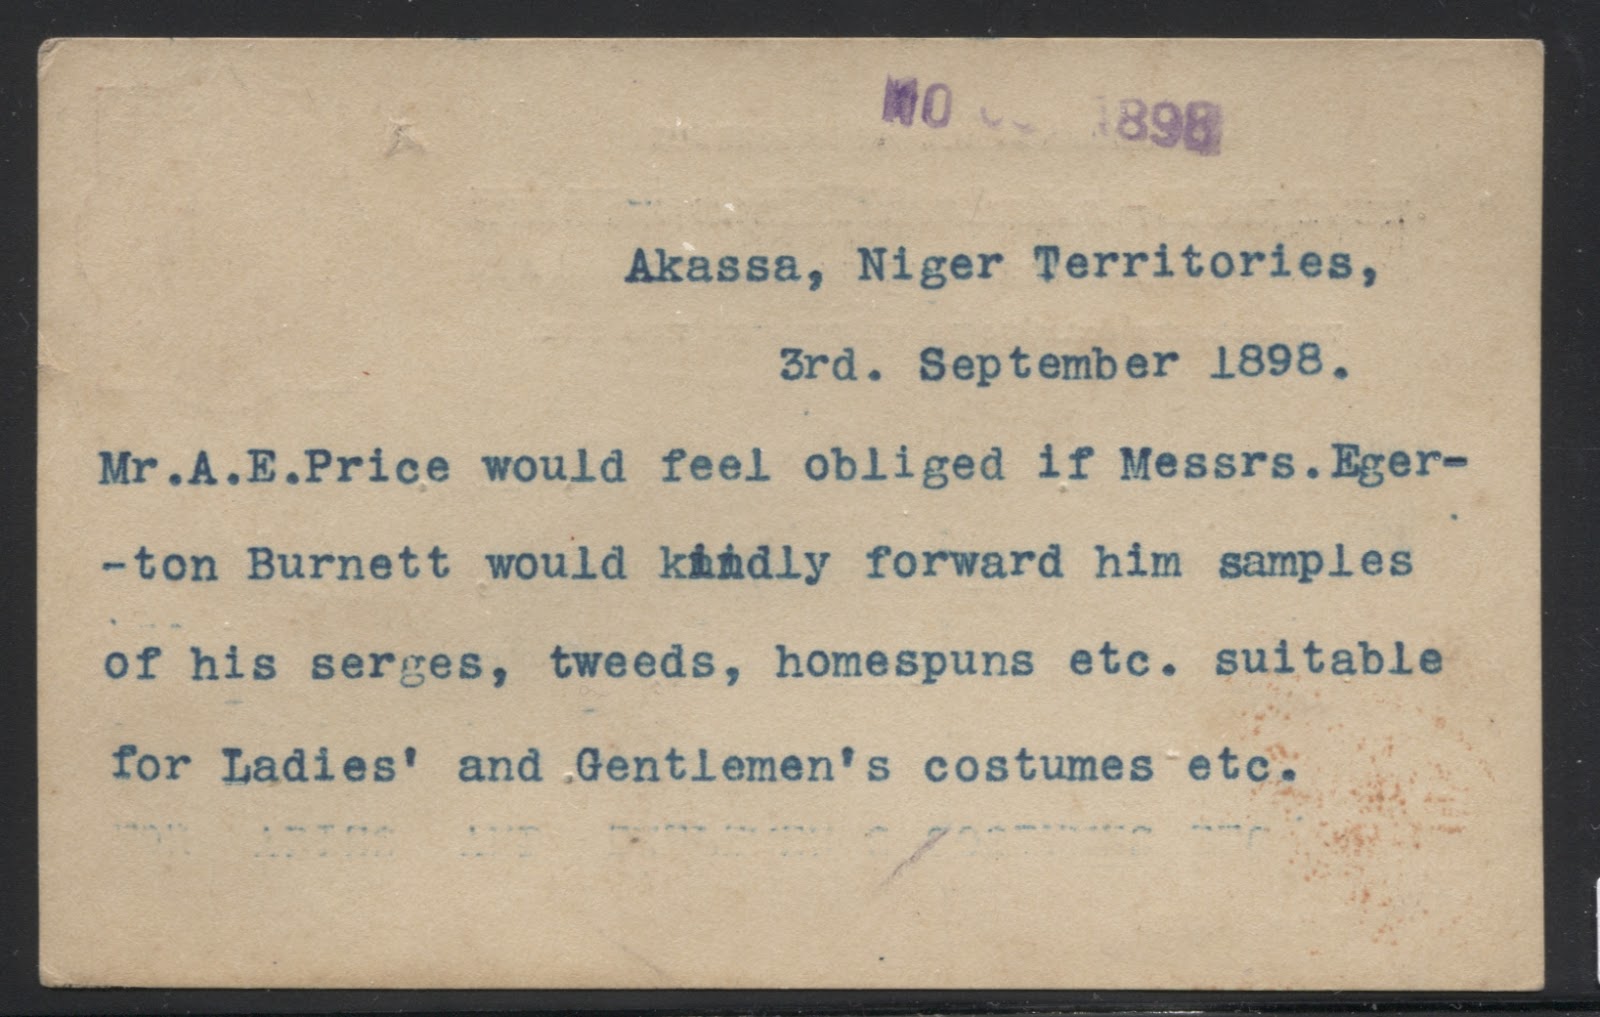 10 1898
Akassa, Niger Territories,
3rd. September 1898.
Mr.A.E.Price would feel obliged if Messrs.Eger-
-ton Burnett would kindly forward him samples
of his serges, tweeds, homespuns etc. suitable
for Ladies' and Gentlemen's costumes etc.